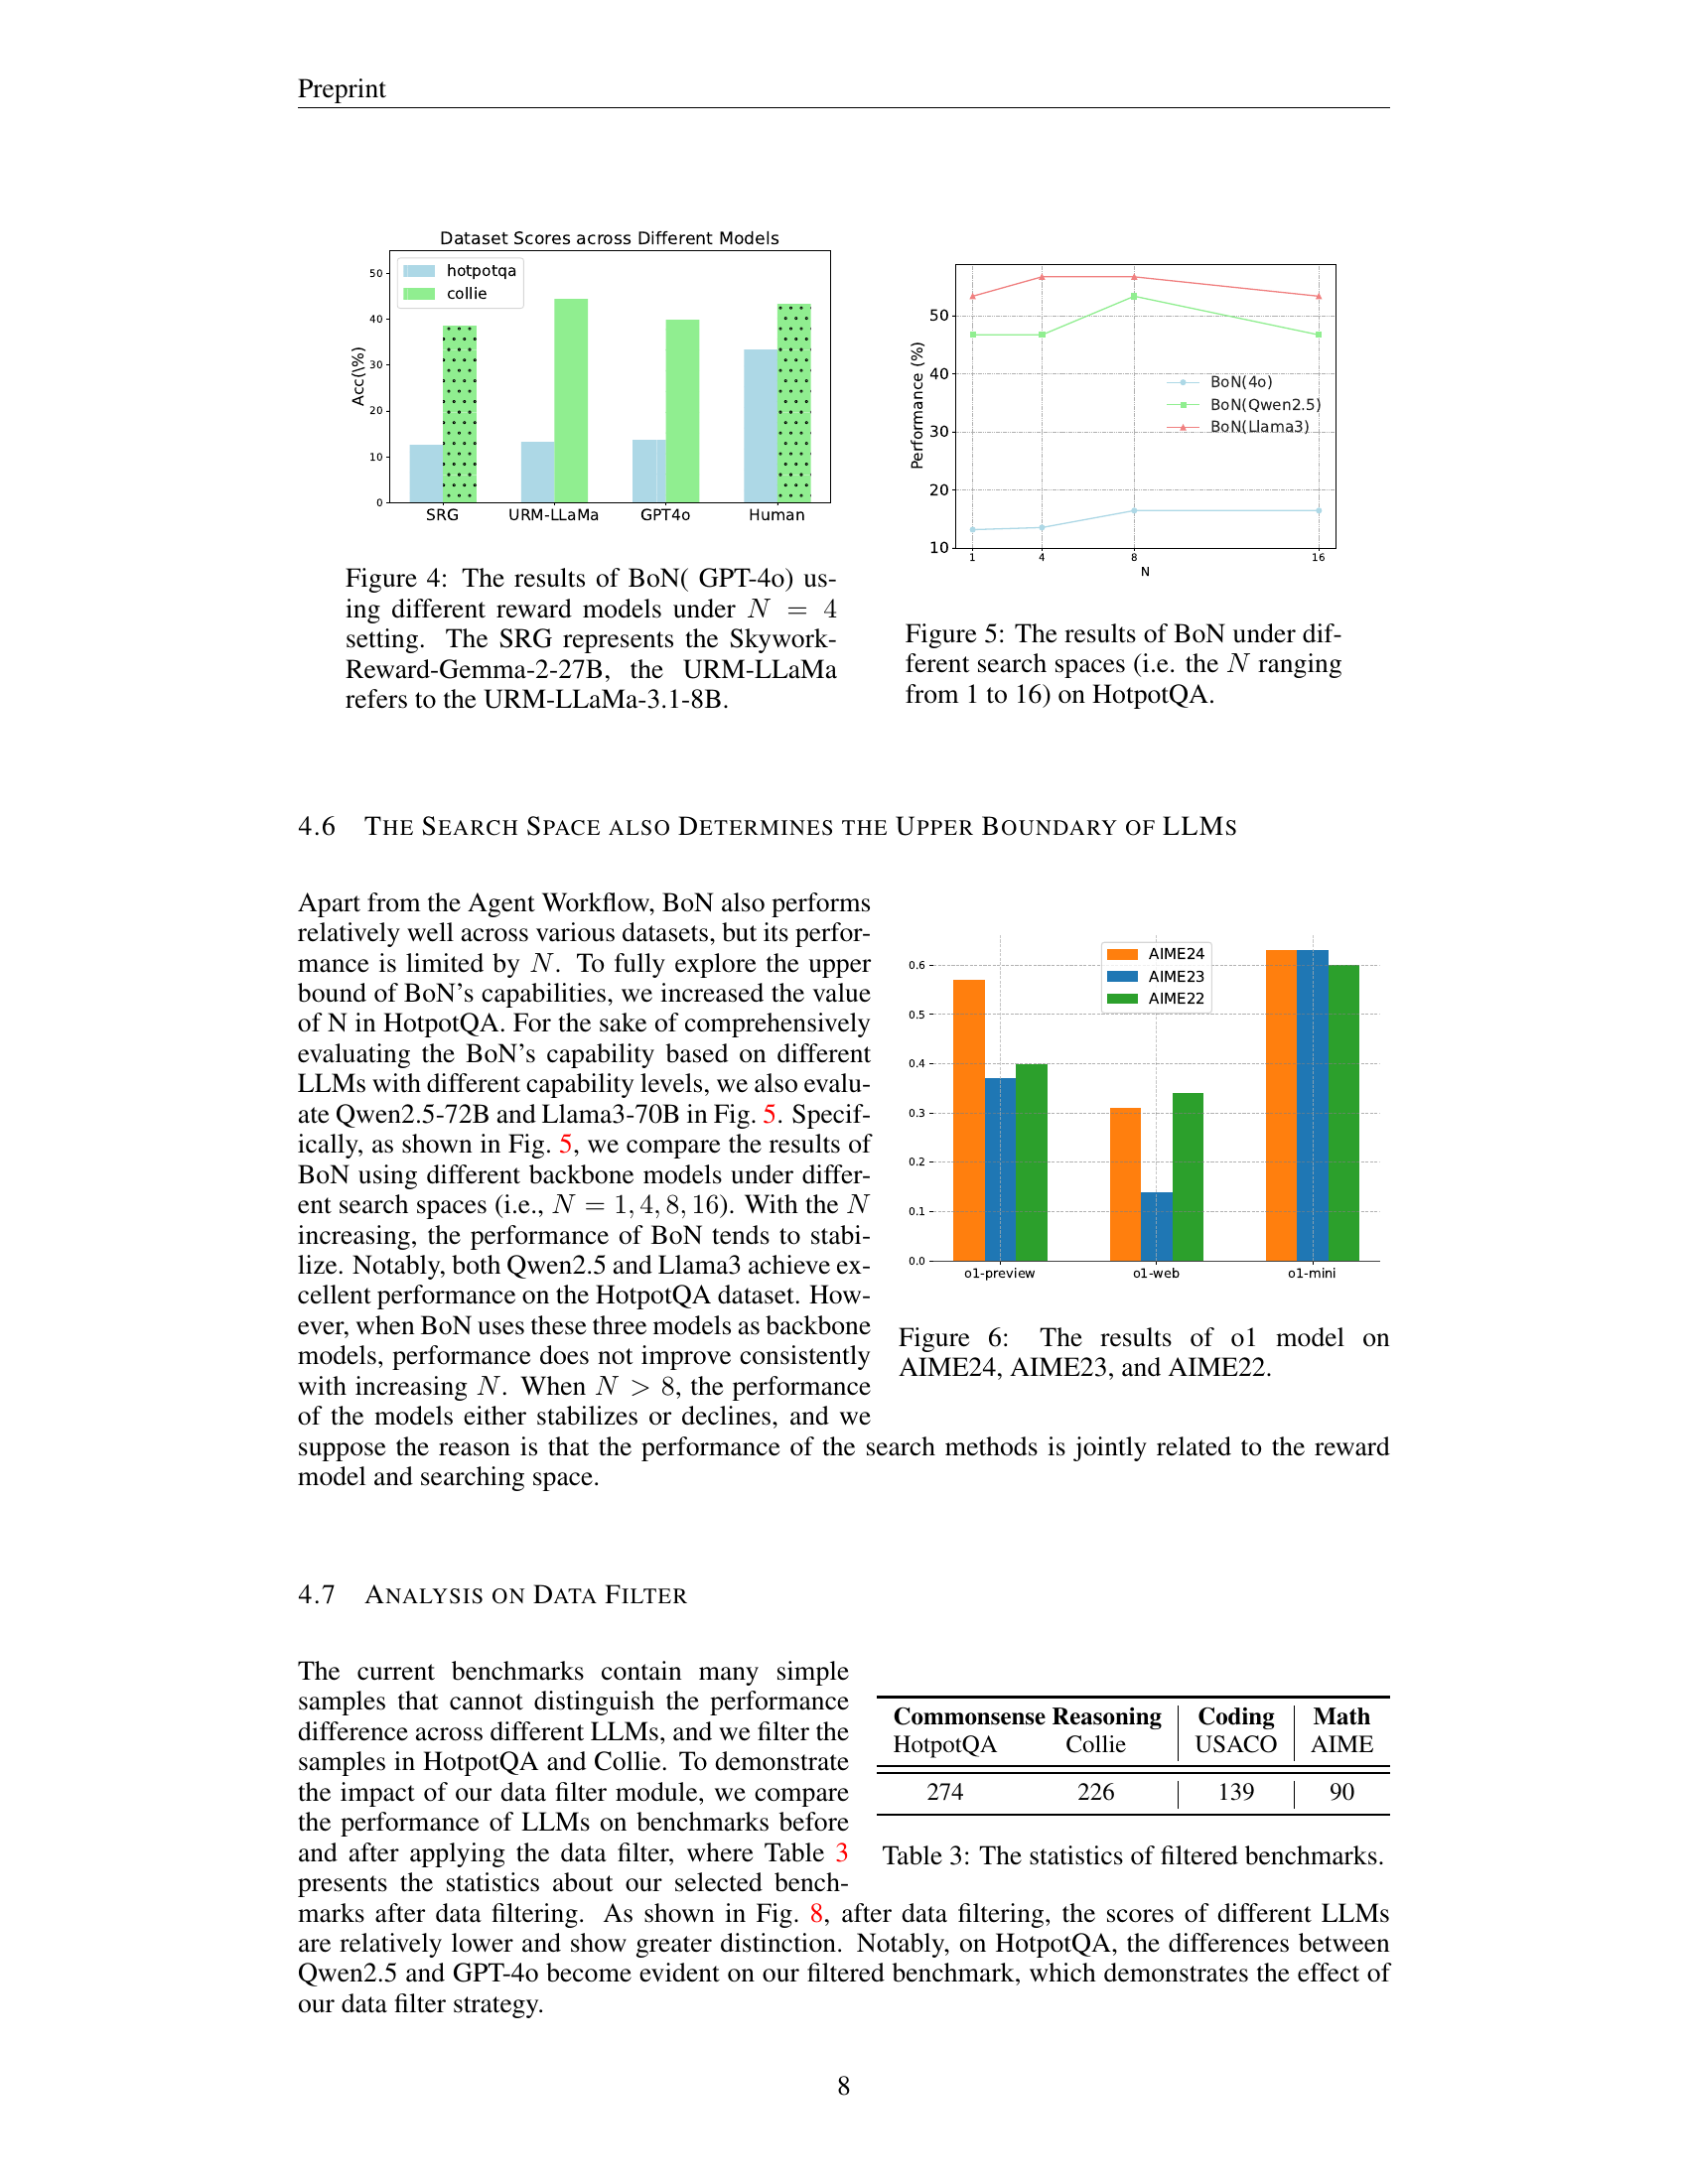 Preprint
Dataset Scores across Different Models
hotpotqa
collie
Acc(\%)
50
40
30
20
10
0
SRG
URM-LLaMa
GPT4o
Human
Figure 4: The results of BoN( GPT-4o) us-
ing different reward models under N = 4
setting. The SRG represents the Skywork-
Reward-Gemma-2-27B, the URM-LLaMa
refers to the URM-LLaMa-3.1-8B.
Performance (%)
50
40
30
20
10
BoN(4o)
BoN(Qwen2.5)
BoN(Llama3)
1
4
8
16
N
Figure 5: The results of BoN under dif-
ferent search spaces (i.e. the N ranging
from 1 to 16) on HotpotQA.
4.6 THE SEARCH SPACE ALSO DETERMINES THE UPPER BOUNDARY OF LLMS
Apart from the Agent Workflow, BoN also performs
relatively well across various datasets, but its perfor-
mance is limited by N. To fully explore the upper
bound of BoN's capabilities, we increased the value
of N in HotpotQA. For the sake of comprehensively
evaluating the BoN's capability based on different
LLMs with different capability levels, we also evalu-
ate Qwen2.5-72B and Llama3-70B in Fig. 5. Specif-
ically, as shown in Fig. 5, we compare the results of
BoN using different backbone models under differ-
ent search spaces (i.e., N = 1, 4, 8, 16). With the N
increasing, the performance of BoN tends to stabi-
lize. Notably, both Qwen2.5 and Llama3 achieve ex-
cellent performance on the HotpotQA dataset. How-
ever, when BoN uses these three models as backbone
models, performance does not improve consistently
with increasing N. When N > 8, the performance
of the models either stabilizes or declines, and we
suppose the reason is that the performance of the search methods is jointly related to the reward
model and searching space.
AIME24
AIME23
AIME22
0.6
0.5
0.4
0.3
0.2
0.1
0.0
o1-preview
o1-web
o1-mini
Figure 6: The results of o1 model on
AIME24, AIME23, and AIME22.
4.7 ANALYSIS ON DATA FILTER
The current benchmarks contain many simple
samples that cannot distinguish the performance
difference across different LLMs, and we filter the
samples in HotpotQA and Collie. To demonstrate
the impact of our data filter module, we compare
the performance of LLMs on benchmarks before
and after applying the data filter, where Table 3
presents the statistics about our selected bench-
marks after data filtering. As shown in Fig. 8, after data filtering, the scores of different LLMs
are relatively lower and show greater distinction. Notably, on HotpotQA, the differences between
Qwen2.5 and GPT-4o become evident on our filtered benchmark, which demonstrates the effect of
our data filter strategy.
Commonsense Reasoning Coding Math
HotpotQA Collie USACO AIME
274 226 139 90
Table 3: The statistics of filtered benchmarks.
8